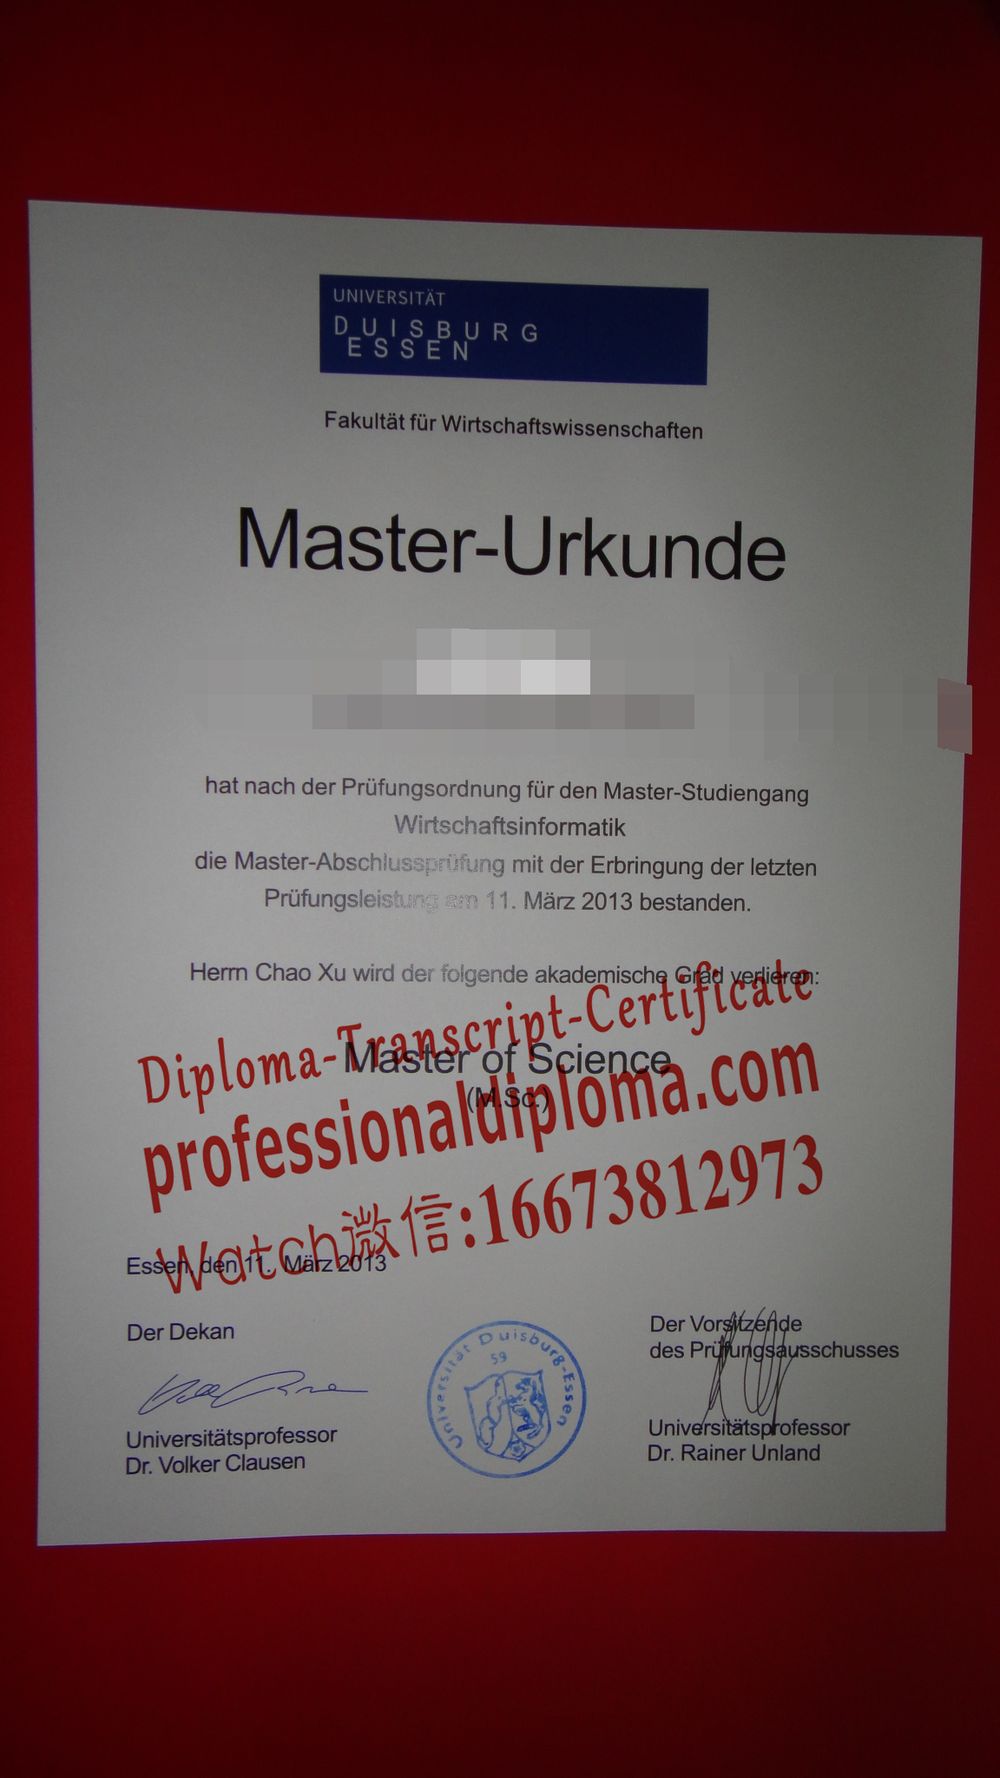 UNIVERSITÄT
DUISBURG
ESSEN
Fakultät für Wirtschaftswissenschaften
Master-Urkunde
hat nach der Prüfungsordnung für den Master-Studiengang
Wirtschaftsinformatik
die Master-Abschlussprüfung mit der Erbringung der letzten
Prüfungsleistung am 11. März 2013 bestanden.
Herrn Chao Xu wird der folgende akademische Grad verlieren:
Diploma-Transcript-Certificate
Master of Science
(M.Sc.)
professionaldiploma.com
Watch微信:16673812973
Essen, den 11. März 2013
Der Dekan
Universitätsprofessor
Dr. Volker Clausen
Universität Duisburg-Essen
59
Der Vorsitzende
des Prüfungsausschusses
Universitätsprofessor
Dr. Rainer Unland